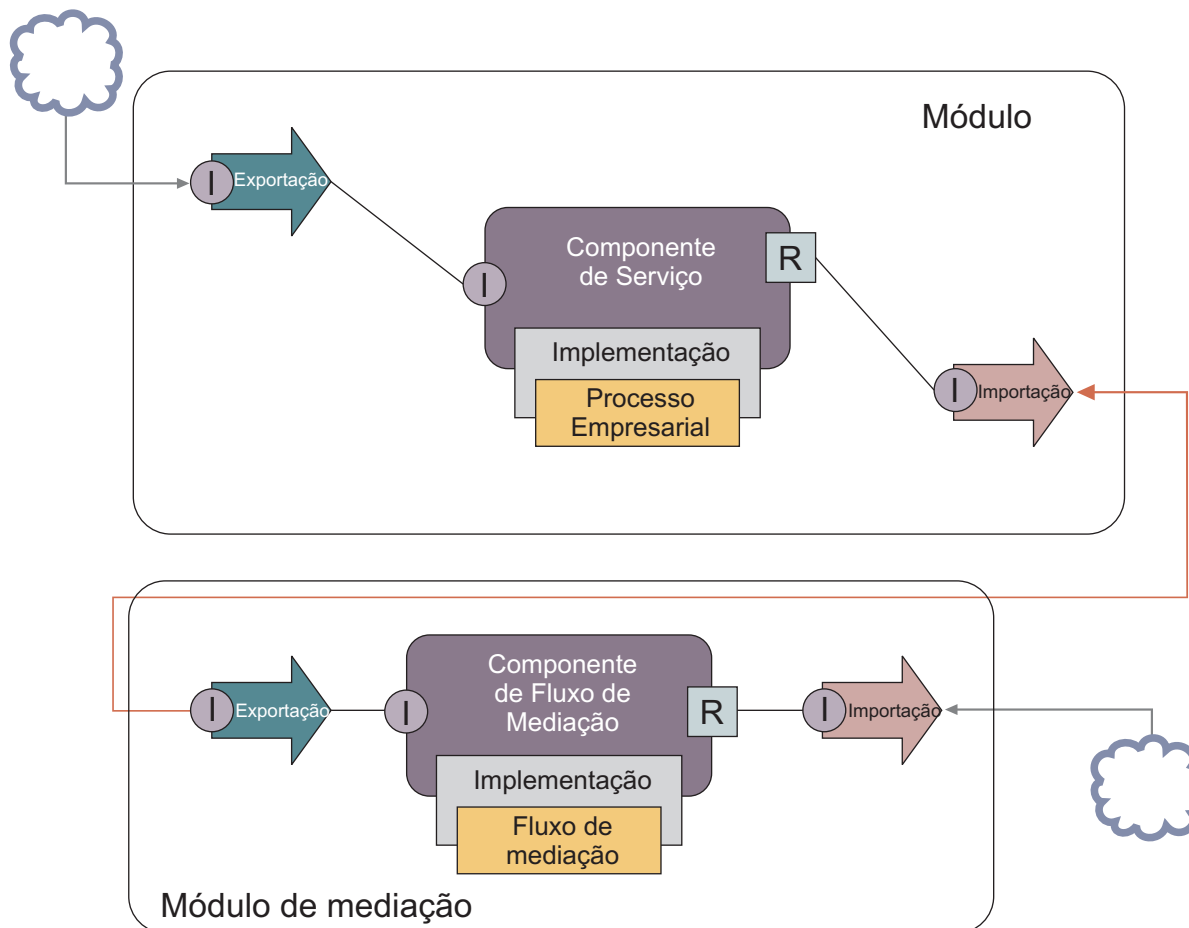 Módulo
I
Exportação
Componente
de Serviço
R
I
Implementação
Processo
Empresarial
I
Importação
Componente
de Fluxo de
Mediação
I
Exportação
I
R
I
Importação
Implementação
Fluxo de
mediação
Módulo de mediação